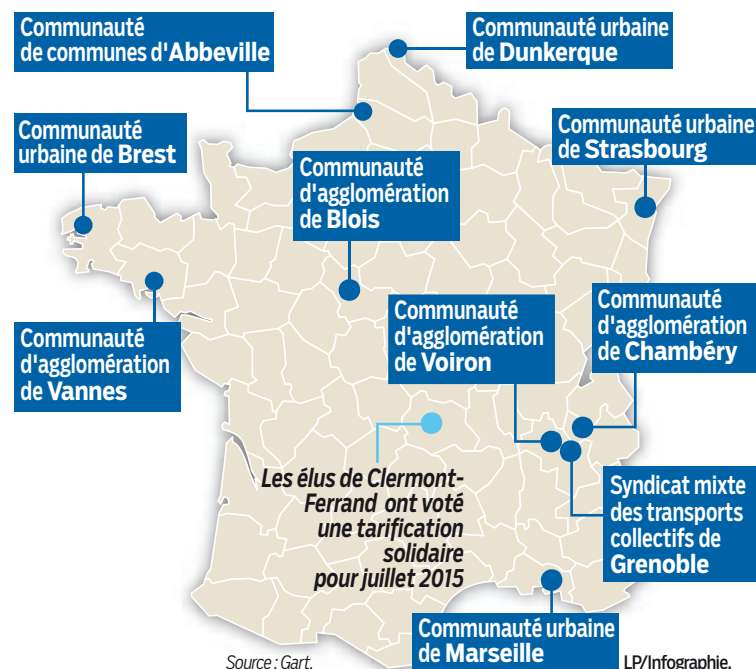 Communauté
de communes d'Abbeville
Communauté urbaine
de Dunkerque
Communauté
urbaine de Brest
Communauté urbaine
de Strasbourg
Communauté
d'agglomération
de Blois
Communauté
d'agglomération
de Vannes
Communauté
d'agglomération
de Voiron
Communauté
d'agglomération
de Chambéry
Les élus de Clermont-
Ferrand ont voté
une tarification
solidaire
pour juillet 2015
Syndicat mixte
des transports
collectifs de
Grenoble
Communauté urbaine
de Marseille
Source : Gart.
LP/Infographie.